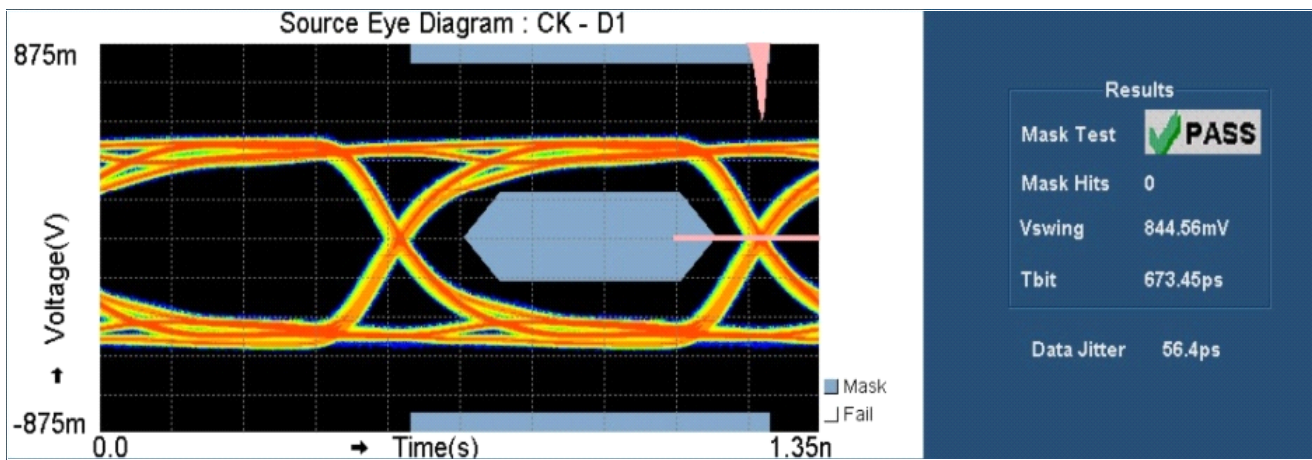 Source Eye Diagram : CK - D1
875m
Voltage(V)
-875m
0.0
Time(s)
1.35n
Mask
Fail
Results
Mask Test PASS
Mask Hits 0
Vswing 844.56mV
Tbit 673.45ps
Data Jitter 56.4ps